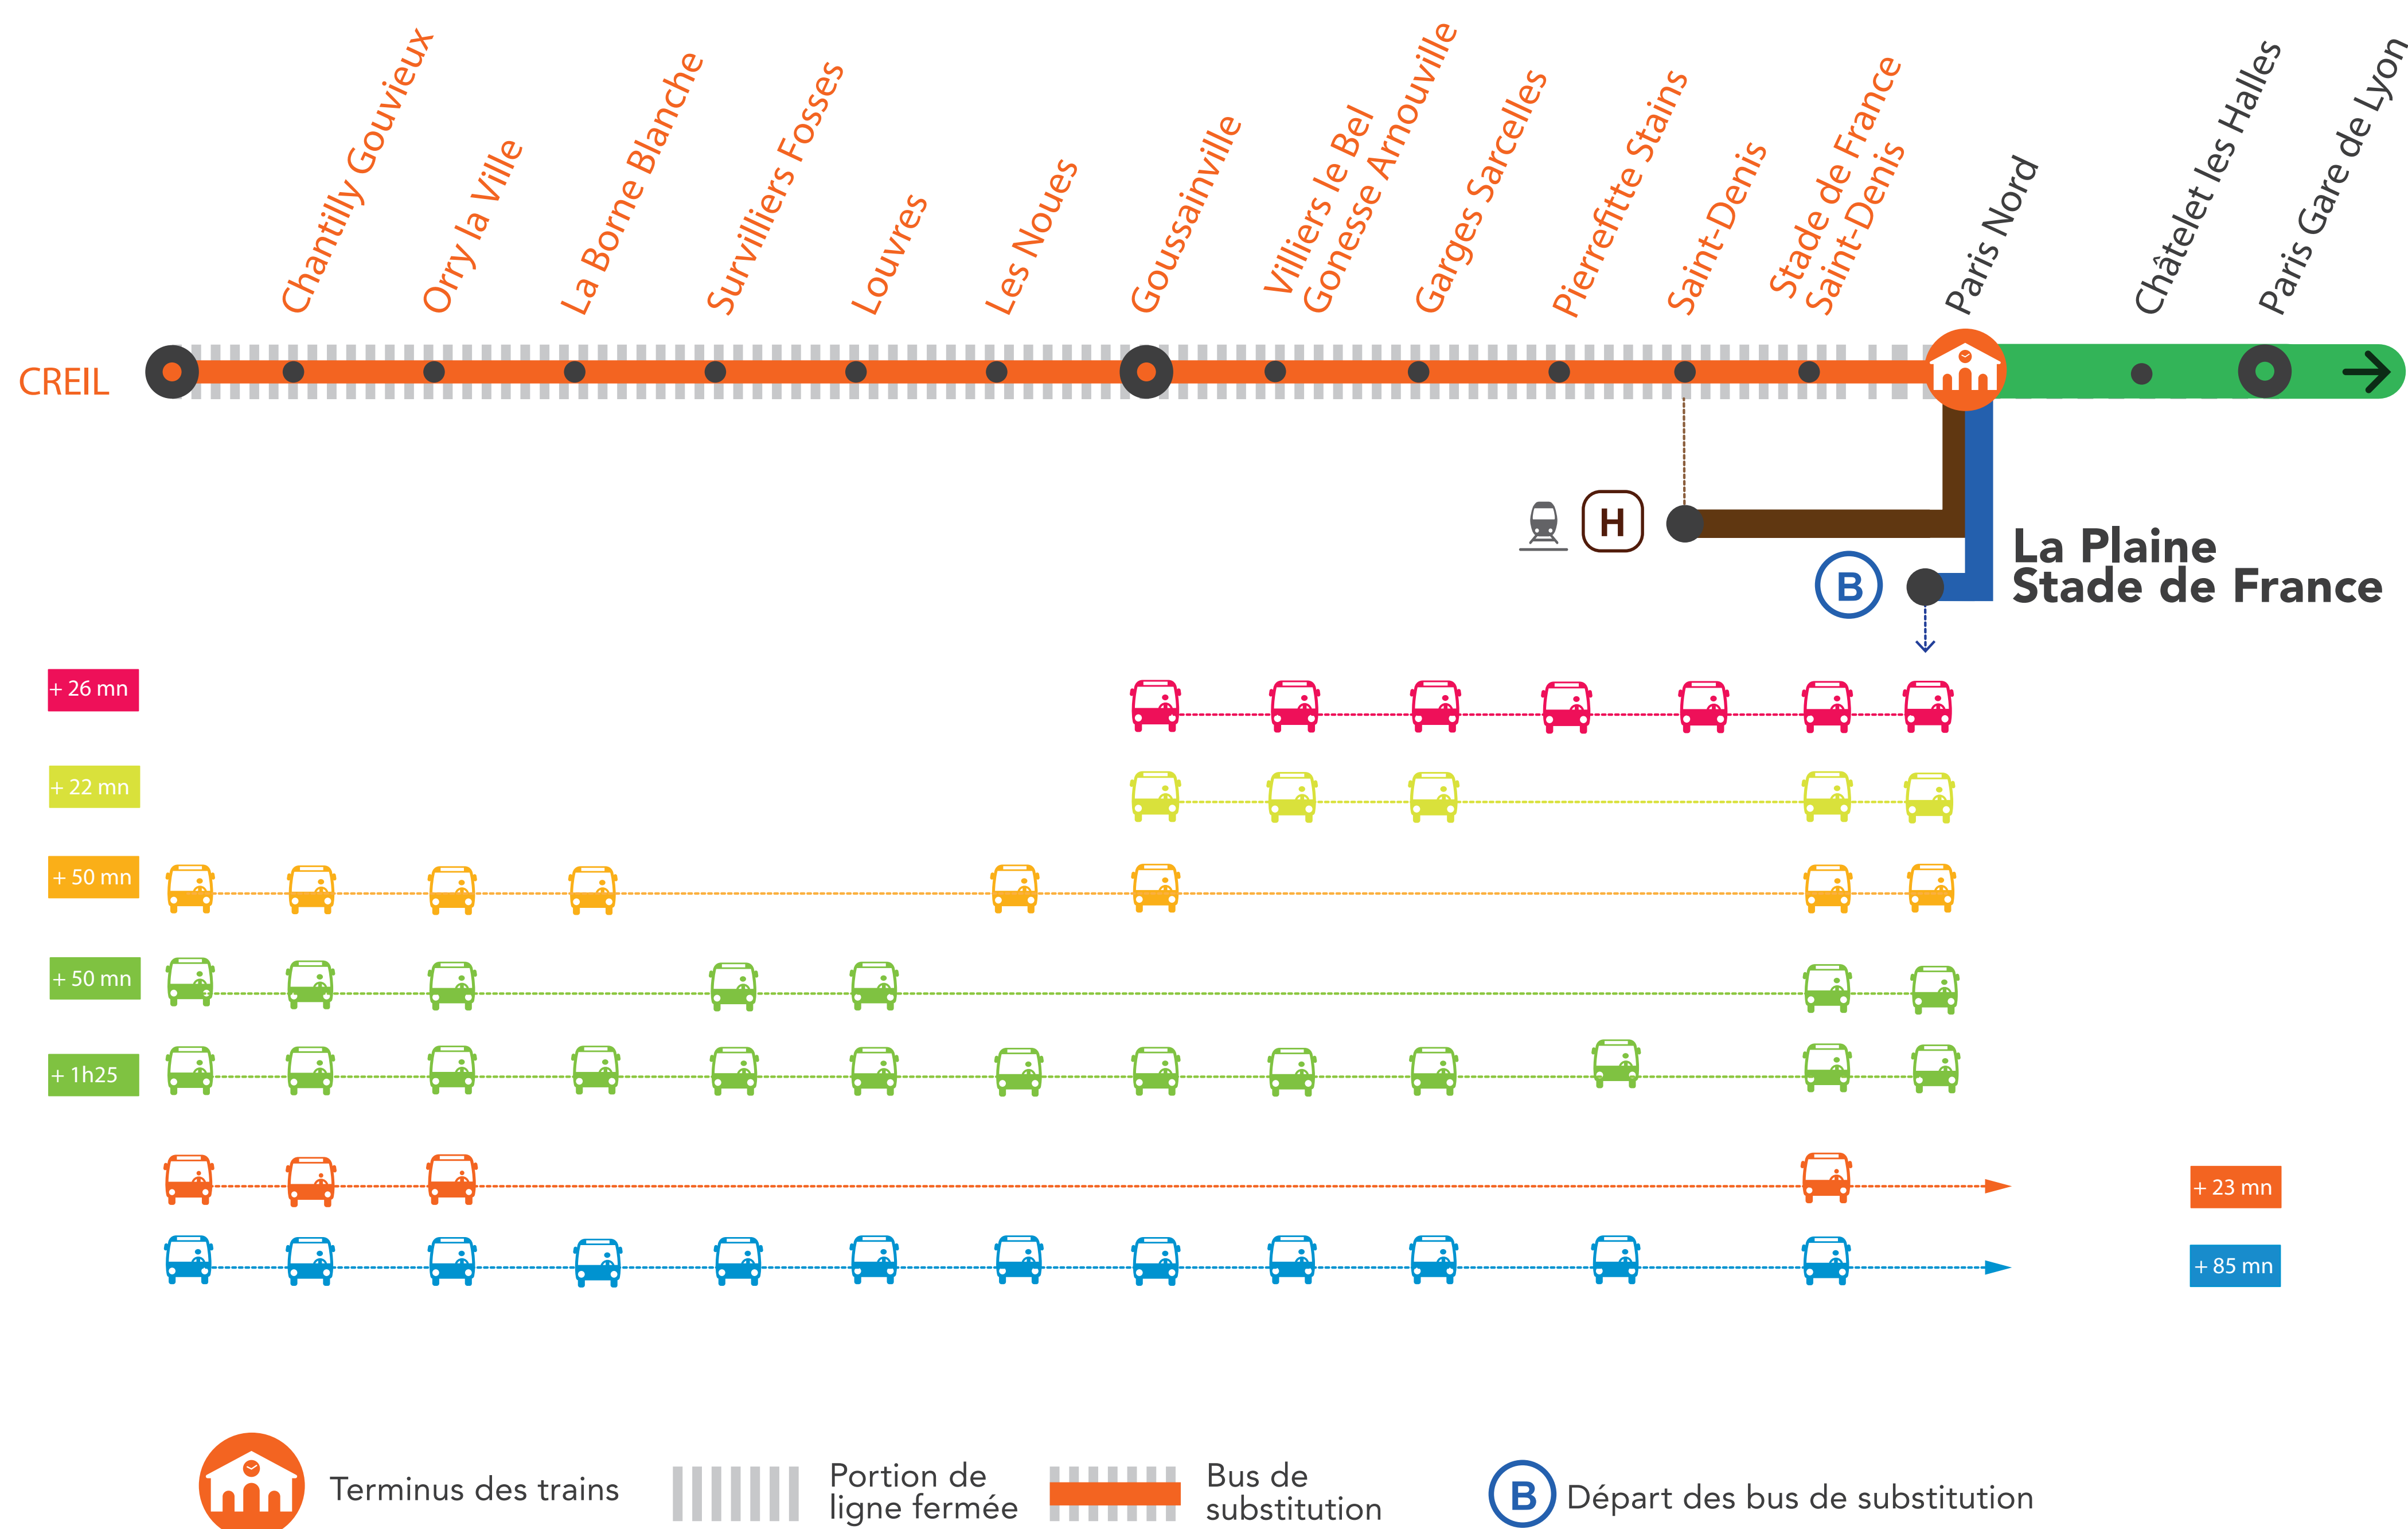 Chantilly Gouvieux
Orry la Ville
La Borne Blanche
Survilliers Fosses
Louvres
Les Noues
Goussainville
Villiers le Bel
Gonesse Arnouville
Garges Sarcelles
Pierrefitte Stains
Saint-Denis
Stade de France
Saint-Denis
Paris Nord
Châtelet les Halles
Paris Gare de Lyon
CREIL
H
B
La Plaine
Stade de France
+ 26 mn
+ 22 mn
+ 50 mn
+ 50 mn
+ 1h25
+ 23 mn
+ 85 mn
Terminus des trains
Portion de
ligne fermée
Bus de
substitution
B
Départ des bus de substitution